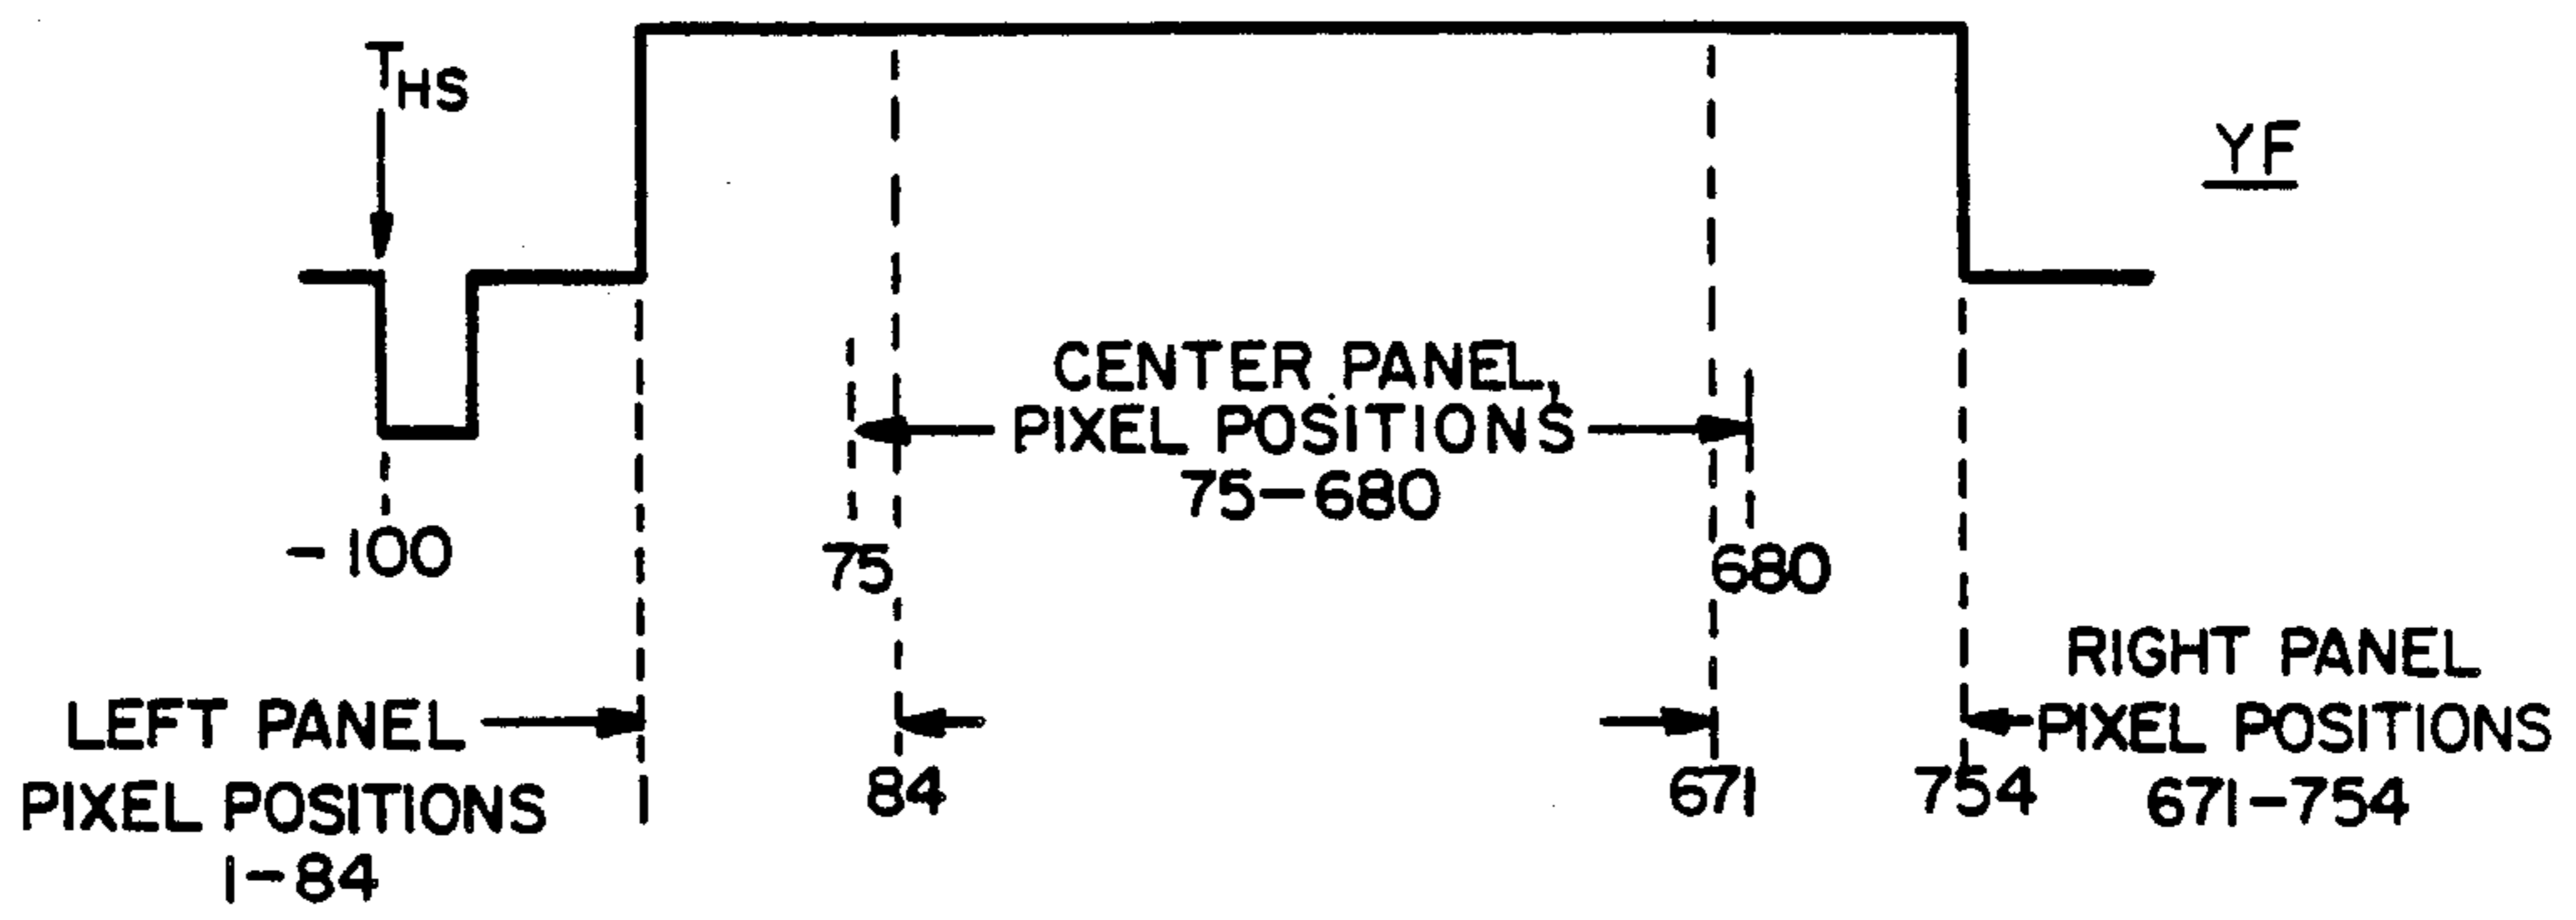 THS
YF
CENTER PANEL,
PIXEL POSITIONS
75-680
-100
75
680
LEFT PANEL
PIXEL POSITIONS
1-84
1
84
671
754
RIGHT PANEL
PIXEL POSITIONS
671-754